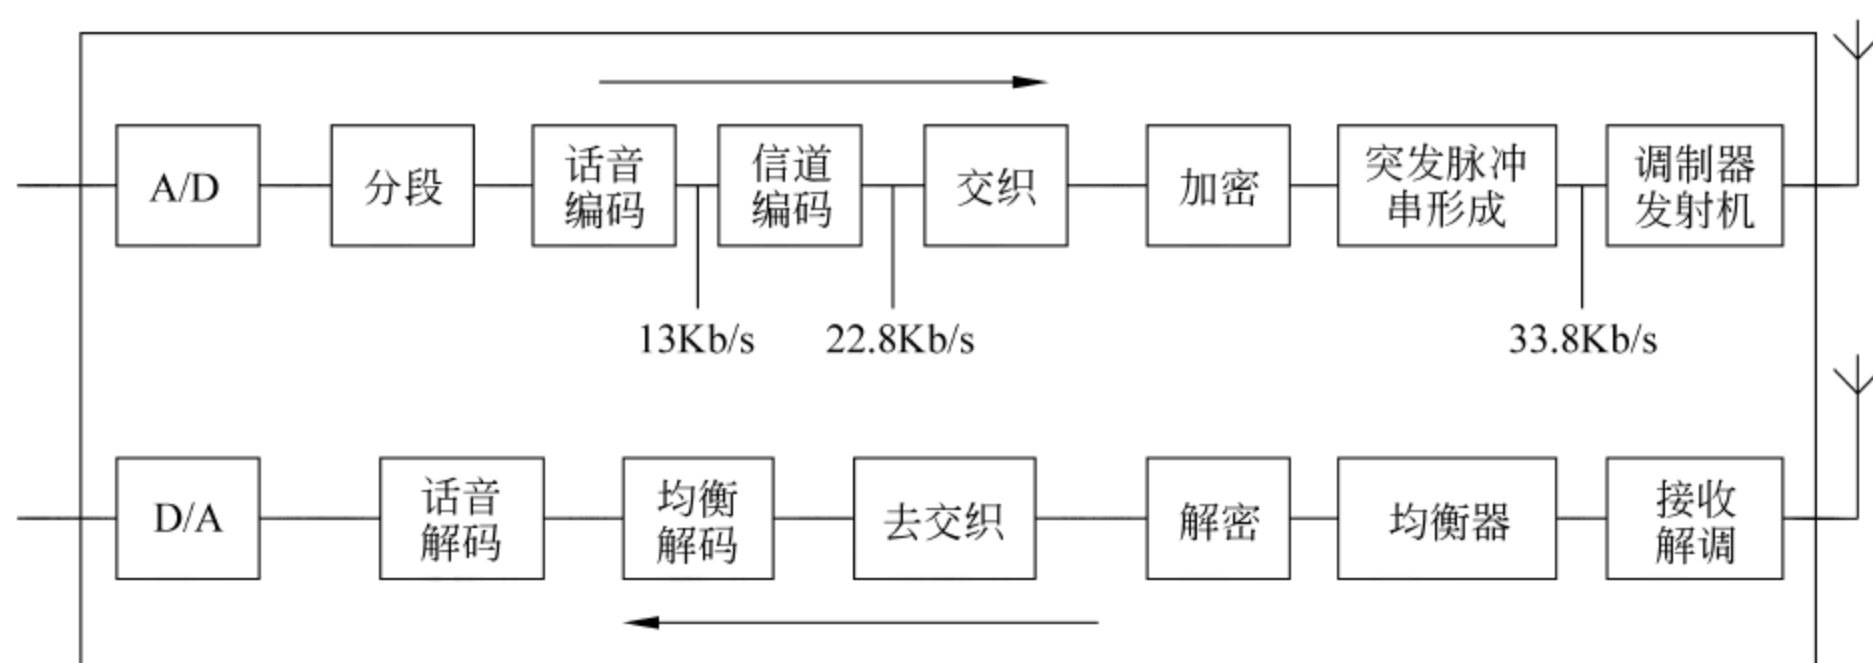 A/D
分段
话音
编码
信道
编码
交织
加密
突发脉冲
串形成
调制器
发射机
13Kb/s
22.8Kb/s
33.8Kb/s
D/A
话音
解码
均衡
解码
去交织
解密
均衡器
接收
解调